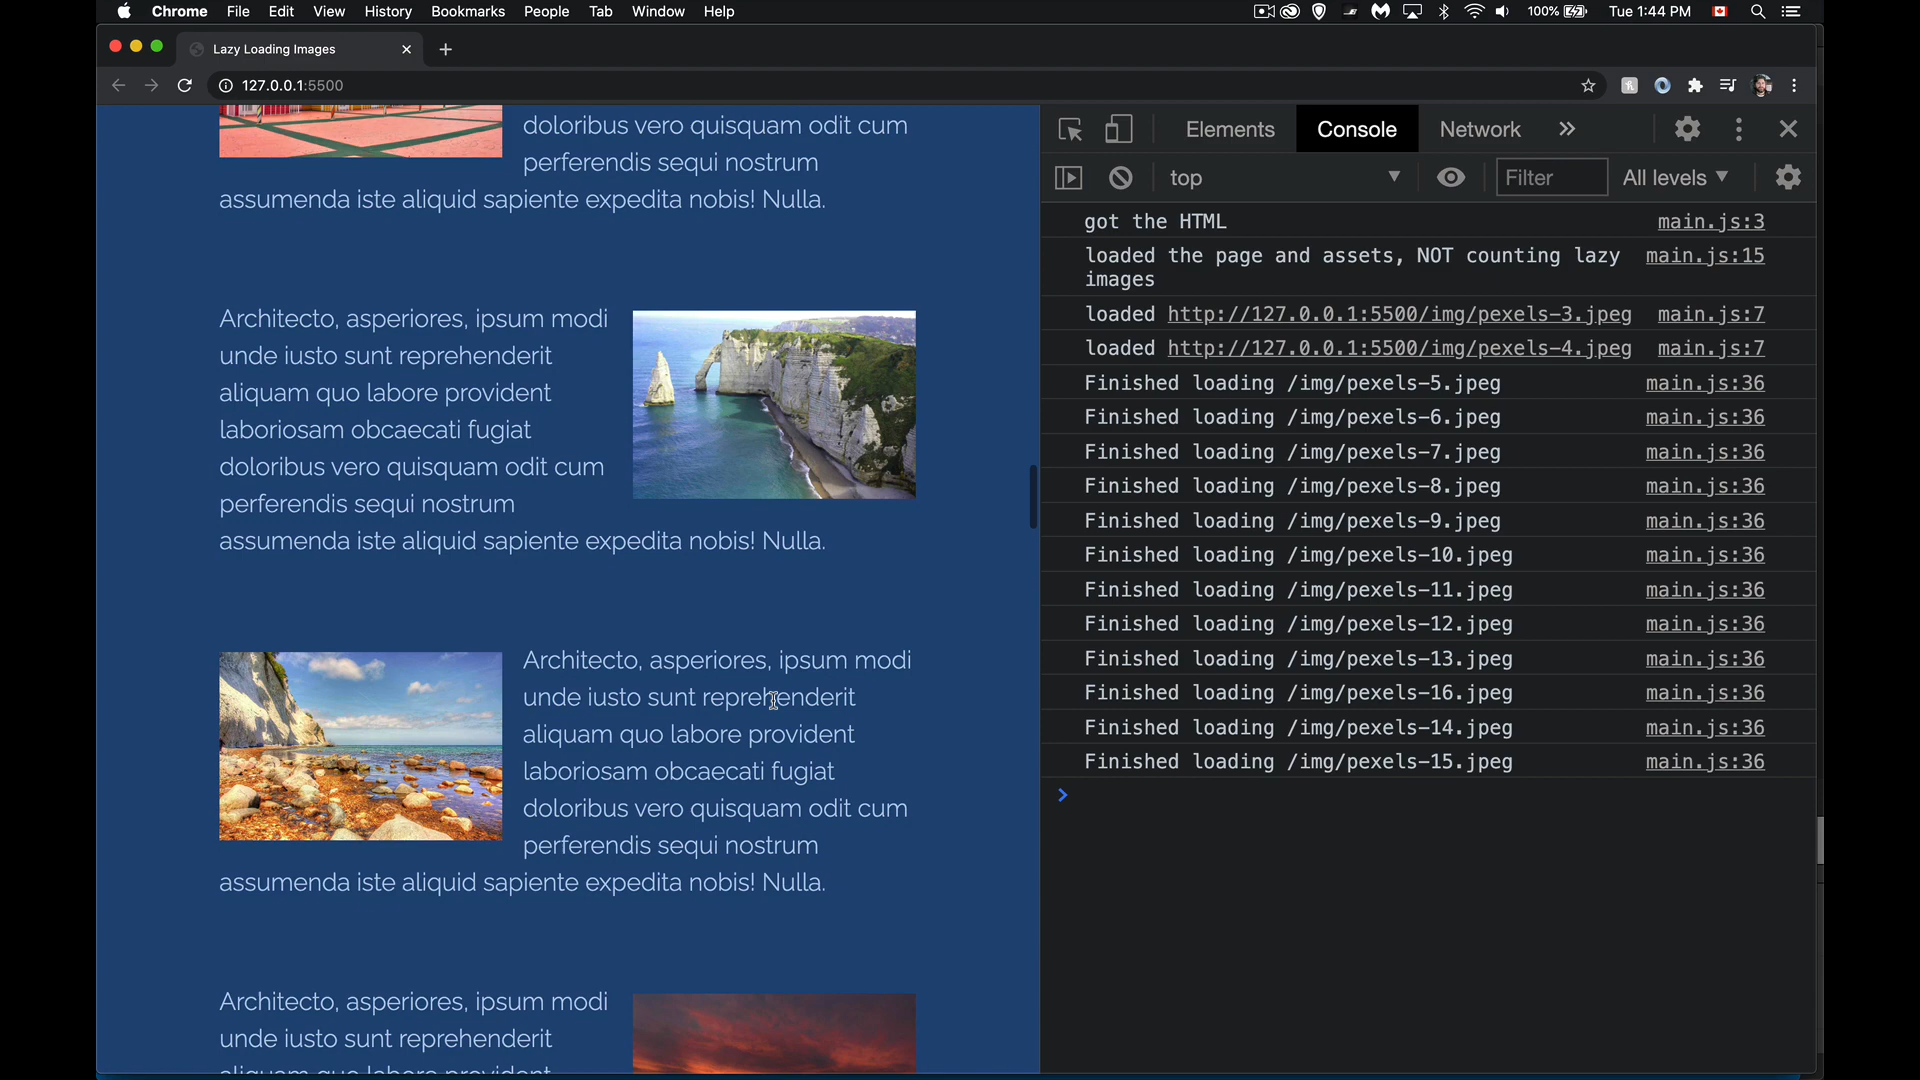 Chrome File Edit View History Bookmarks People Tab Window Help 100% Tue 1:44 PM
Lazy Loading Images
127.0.0.1:5500
doloribus vero quisquam odit cum
perferendis sequi nostrum
assumenda iste aliquid sapiente expedita nobis! Nulla.
Architecto, asperiores, ipsum modi
unde iusto sunt reprehenderit
aliquam quo labore provident
laboriosam obcaecati fugiat
doloribus vero quisquam odit cum
perferendis sequi nostrum
assumenda iste aliquid sapiente expedita nobis! Nulla.
Architecto, asperiores, ipsum modi
unde iusto sunt reprehenderit
aliquam quo labore provident
laboriosam obcaecati fugiat
doloribus vero quisquam odit cum
perferendis sequi nostrum
assumenda iste aliquid sapiente expedita nobis! Nulla.
Architecto, asperiores, ipsum modi
unde iusto sunt reprehenderit
aliquam quo labore provident
Elements Console Network
top Filter All levels
got the HTML main.js:3
loaded the page and assets, NOT counting lazy main.js:15
images
loaded http://127.0.0.1:5500/img/pexels-3.jpeg main.js:7
loaded http://127.0.0.1:5500/img/pexels-4.jpeg main.js:7
Finished loading /img/pexels-5.jpeg main.js:36
Finished loading /img/pexels-6.jpeg main.js:36
Finished loading /img/pexels-7.jpeg main.js:36
Finished loading /img/pexels-8.jpeg main.js:36
Finished loading /img/pexels-9.jpeg main.js:36
Finished loading /img/pexels-10.jpeg main.js:36
Finished loading /img/pexels-11.jpeg main.js:36
Finished loading /img/pexels-12.jpeg main.js:36
Finished loading /img/pexels-13.jpeg main.js:36
Finished loading /img/pexels-16.jpeg main.js:36
Finished loading /img/pexels-14.jpeg main.js:36
Finished loading /img/pexels-15.jpeg main.js:36